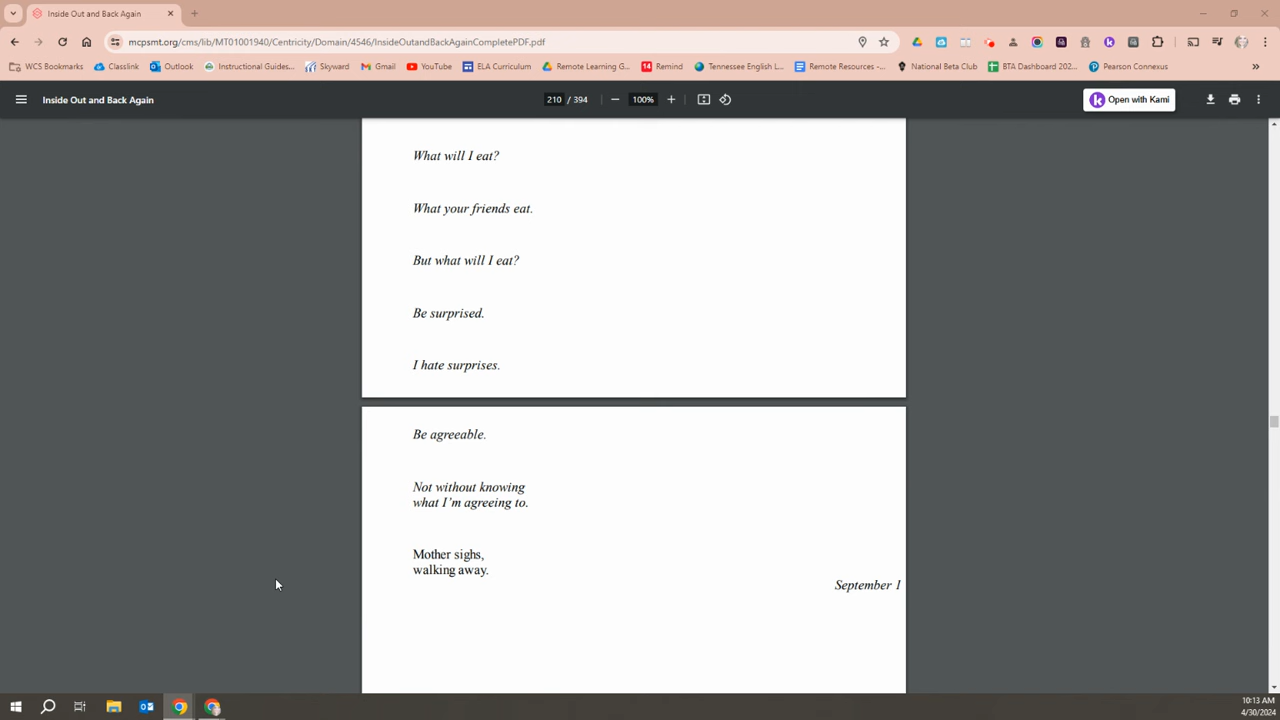 Inside Out and Back Again
mcpsmt.org/cms/lib/MT01001940/Centricity/Domain/4546/InsideOutandBackAgainCompletePDF.pdf
WCS Bookmarks Classlink Outlook Instructional Guides... Skyward Gmail YouTube ELA Curriculum Remote Learning G... Remind Tennessee English L... Remote Resources -... National Beta Club BTA Dashboard 202... Pearson Connexus
Inside Out and Back Again 210 / 394 100% Open with Kami
What will I eat?
What your friends eat.
But what will I eat?
Be surprised.
I hate surprises.
Be agreeable.
Not without knowing
what I'm agreeing to.
Mother sighs,
walking away.
September 1
10:13 AM
4/30/2024